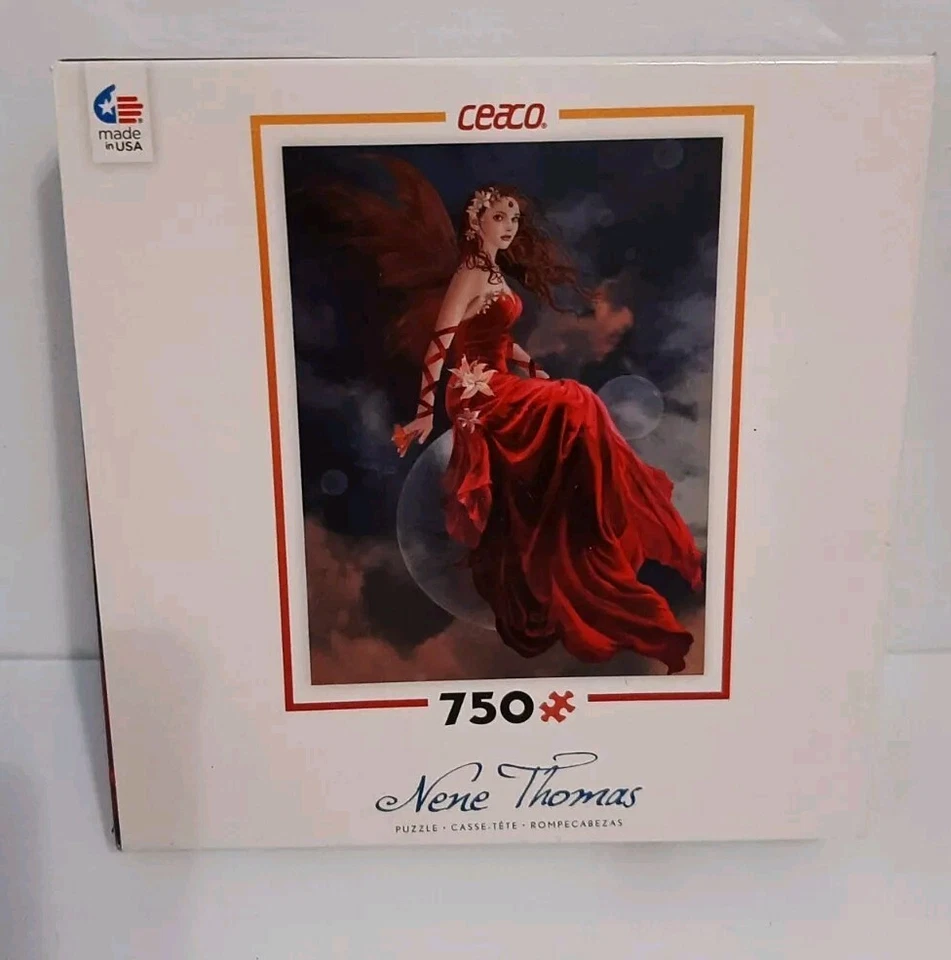 made
in USA
ceaco®
750
Nene Thomas
PUZZLE • CASSE-TÊTE • ROMPECABEZAS